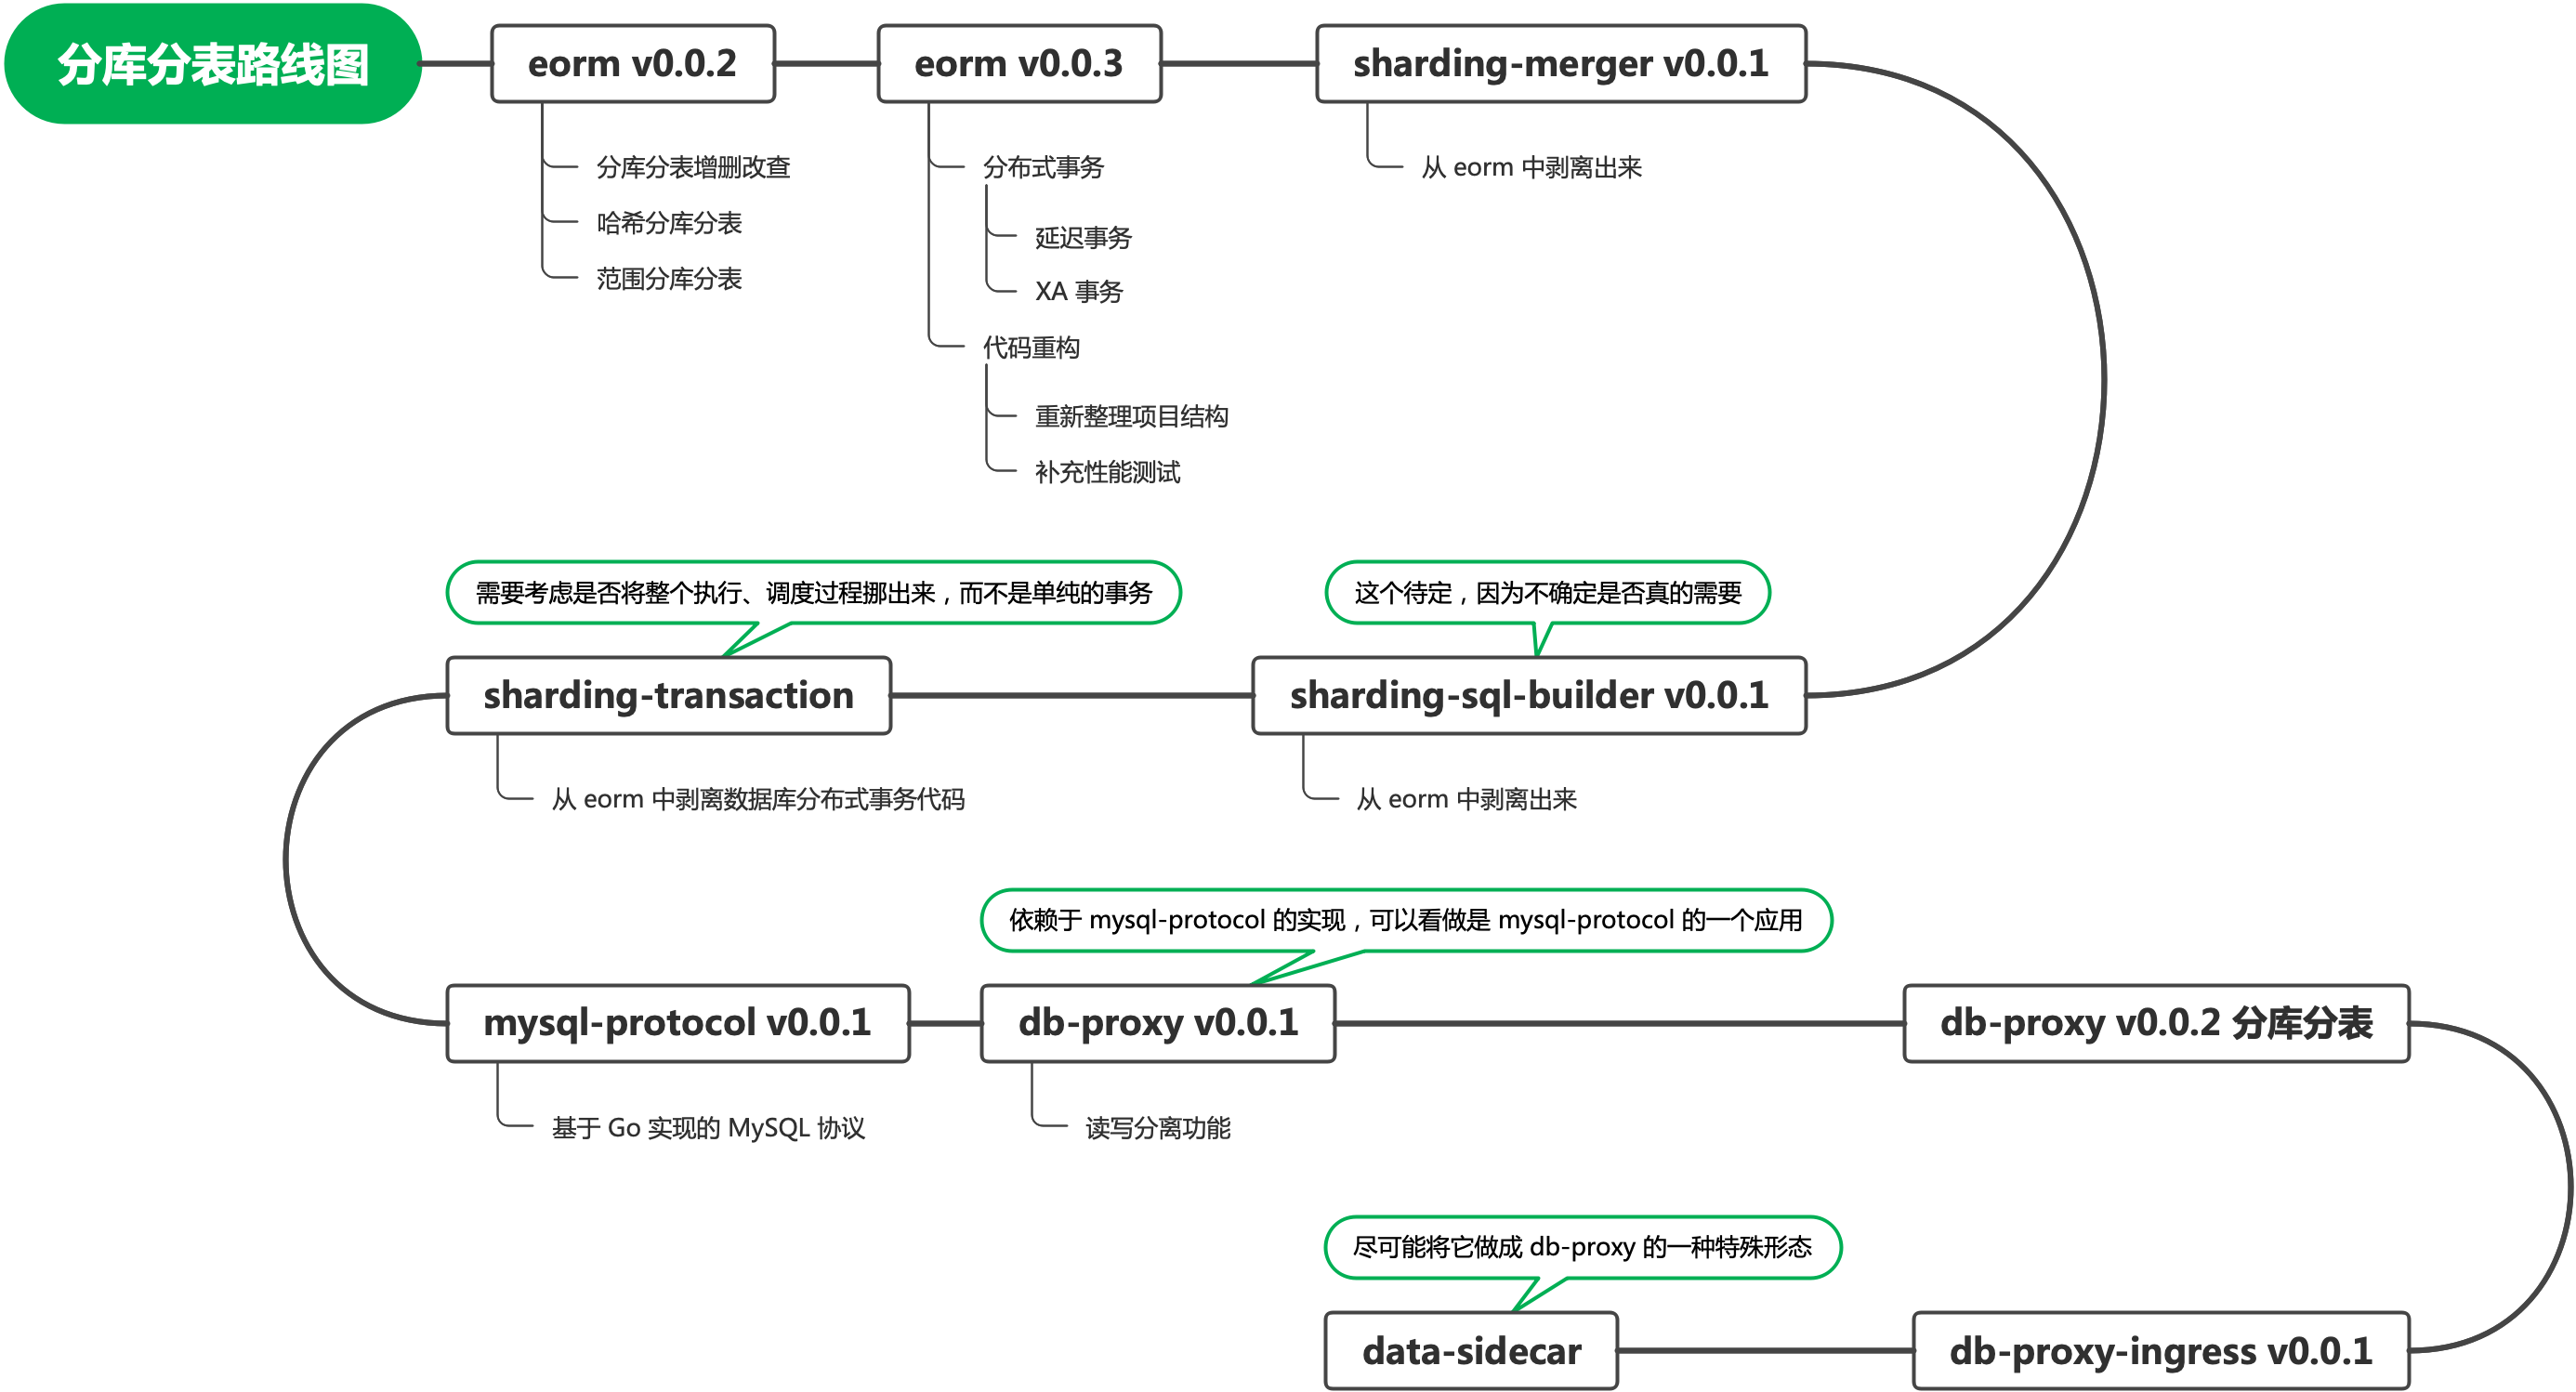 分库分表路线图
eorm v0.0.2
分库分表增删改查
哈希分库分表
范围分库分表
eorm v0.0.3
分布式事务
延迟事务
XA 事务
代码重构
重新整理项目结构
补充性能测试
sharding-merger v0.0.1
从 eorm 中剥离出来
这个待定，因为不确定是否真的需要
sharding-sql-builder v0.0.1
从 eorm 中剥离出来
需要考虑是否将整个执行、调度过程挪出来，而不是单纯的事务
sharding-transaction
从 eorm 中剥离数据库分布式事务代码
mysql-protocol v0.0.1
基于 Go 实现的 MySQL 协议
依赖于 mysql-protocol 的实现，可以看做是 mysql-protocol 的一个应用
db-proxy v0.0.1
读写分离功能
db-proxy v0.0.2 分库分表
db-proxy-ingress v0.0.1
尽可能将它做成 db-proxy 的一种特殊形态
data-sidecar